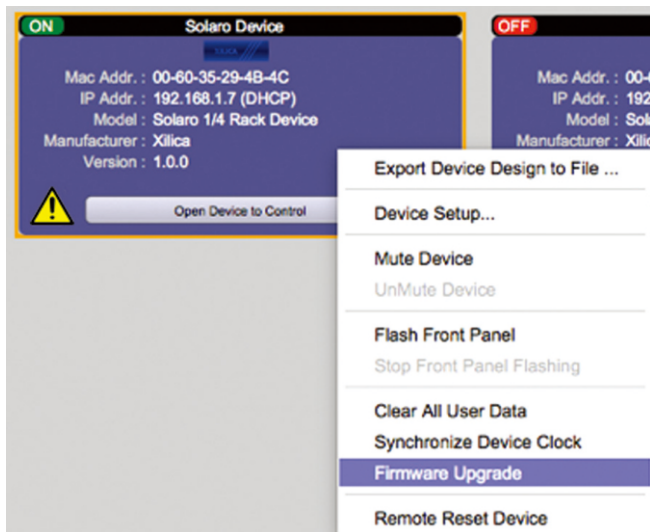 ON
Solaro Device
XILICA
Mac Addr. : 00-60-35-29-4B-4C
IP Addr. : 192.168.1.7 (DHCP)
Model : Solaro 1/4 Rack Device
Manufacturer : Xilica
Version : 1.0.0
Open Device to Control
OFF
Mac Addr. : 00-
IP Addr. : 192
Model :
Manufacturer :
Export Device Design to File ...
Device Setup...
Mute Device
UnMute Device
Flash Front Panel
Stop Front Panel Flashing
Clear All User Data
Synchronize Device Clock
Firmware Upgrade
Remote Reset Device